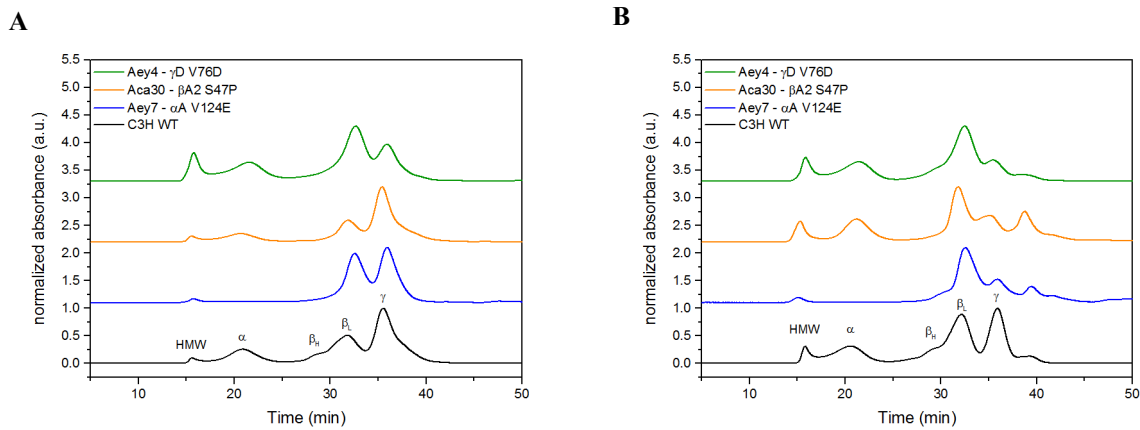 A
normalized absorbance (a.u.)
5.5
5.0
4.5
4.0
3.5
3.0
2.5
2.0
1.5
1.0
0.5
0.0
Aey4 - γD V76D
Aca30 - βA2 S47P
Aey7 - αA V124E
C3H WT
HMW
α
βH
βL
γ
10 20 30 40 50
Time (min)
B
normalized absorbance (a.u.)
5.5
5.0
4.5
4.0
3.5
3.0
2.5
2.0
1.5
1.0
0.5
0.0
Aey4 - γD V76D
Aca30 - βA2 S47P
Aey7 - αA V124E
C3H WT
HMW
α
βH
βL
γ
10 20 30 40 50
Time (min)